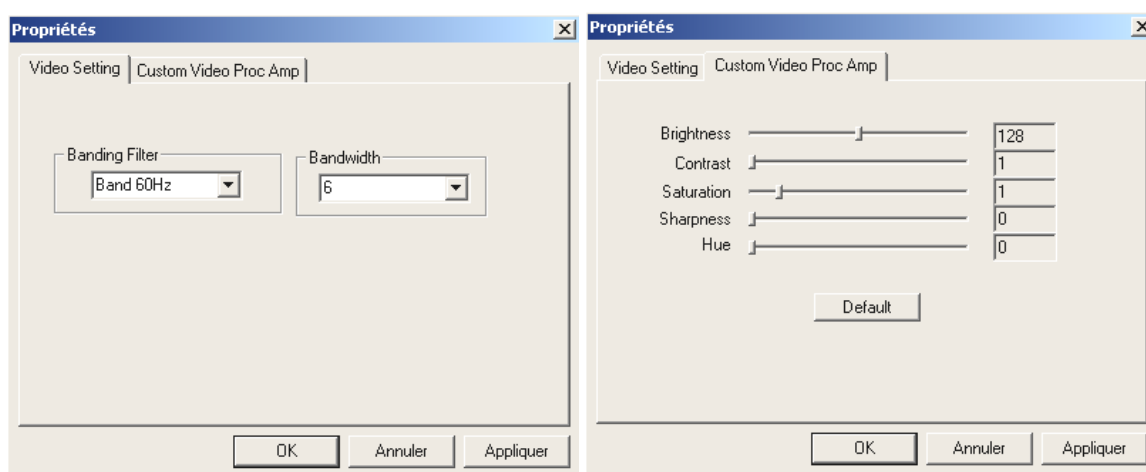 Propriétés
Video Setting Custom Video Proc Amp
Banding Filter Bandwidth
Band 60Hz 6
OK Annuler Appliquer
Propriétés
Video Setting Custom Video Proc Amp
Brightness 128
Contrast 1
Saturation 1
Sharpness 0
Hue 0
Default
OK Annuler Appliquer